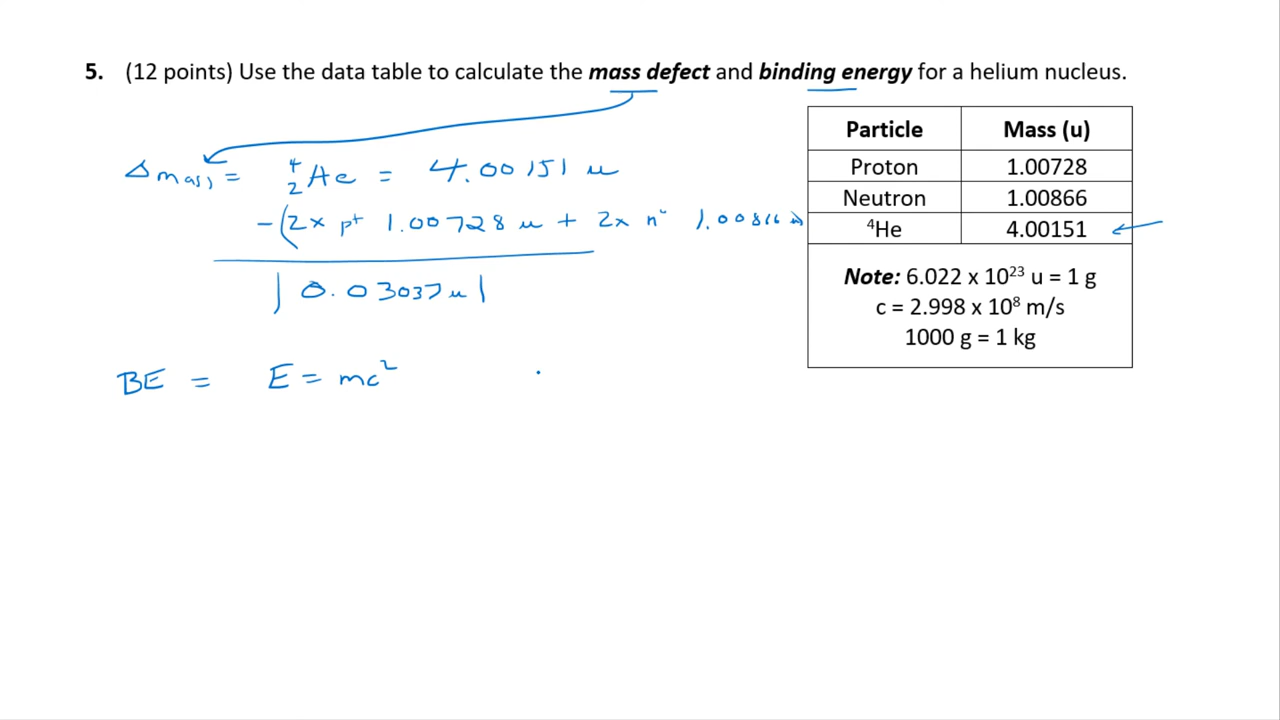 5. (12 points) Use the data table to calculate the mass defect and binding energy for a helium nucleus.
Δmass = ⁴₂He = 4.00151 u
-(2 x p⁺ 1.00728 u + 2x n⁰ 1.00866 u)
| 0.03037 u |
BE = E = mc²
Particle Mass (u)
Proton 1.00728
Neutron 1.00866
⁴He 4.00151
Note: 6.022 x 10²³ u = 1 g
c = 2.998 x 10⁸ m/s
1000 g = 1 kg